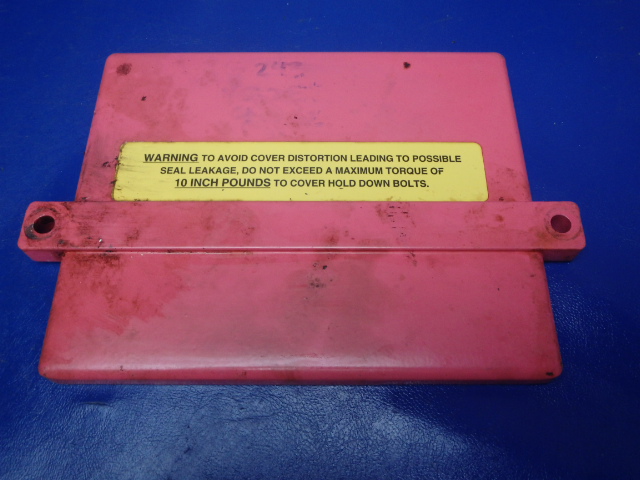 WARNING TO AVOID COVER DISTORTION LEADING TO POSSIBLE
SEAL LEAKAGE, DO NOT EXCEED A MAXIMUM TORQUE OF
10 INCH POUNDS TO COVER HOLD DOWN BOLTS.